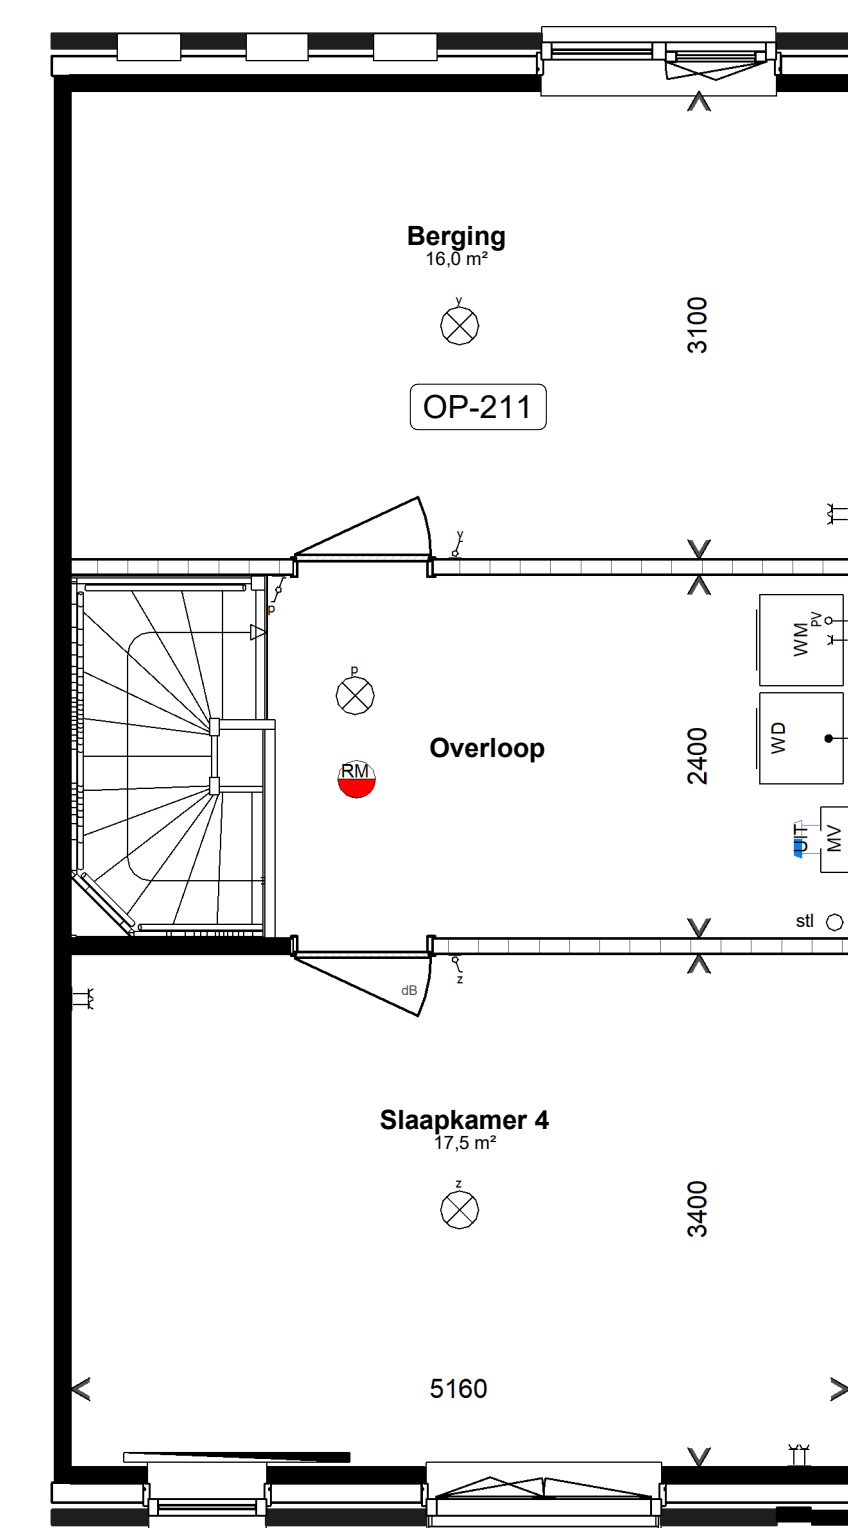 Berging
16,0 m²
y
3100
OP-211
y
p
WM
PV
p
Overloop
2400
WD
RM
UIT
MV
stl
dB
z
Slaapkamer 4
17,5 m²
z
3400
5160